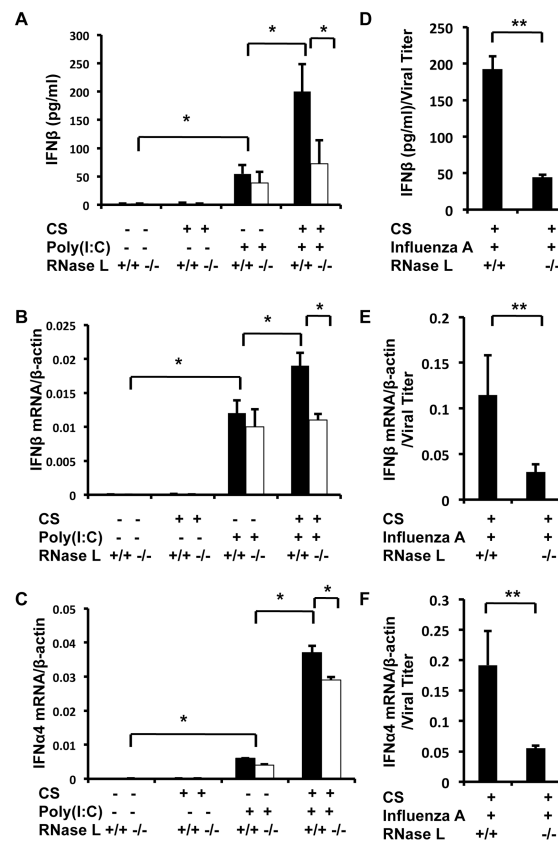 A
IFNβ (pg/ml)
300
250
200
150
100
50
0
* * *
CS - - + + - - + +
Poly(I:C) - - - - + + + +
RNase L +/+ -/- +/+ -/- +/+ -/- +/+ -/-
D
IFNβ (pg/ml)/Viral Titer
250
200
150
100
50
0
**
CS + +
Influenza A + +
RNase L +/+ -/-
B
IFNβ mRNA/β-actin
0.025
0.02
0.015
0.01
0.005
0
* * *
CS - - + + - - + +
Poly(I:C) - - - - + + + +
RNase L +/+ -/- +/+ -/- +/+ -/- +/+ -/-
E
IFNβ mRNA/β-actin
/Viral Titer
0.2
0.15
0.1
0.05
0
**
CS + +
Influenza A + +
RNase L +/+ -/-
C
IFNα4 mRNA/β-actin
0.05
0.04
0.03
0.02
0.01
0
* * *
CS - - + + - - + +
Poly(I:C) - - - - + + + +
RNase L +/+ -/- +/+ -/- +/+ -/- +/+ -/-
F
IFNα4 mRNA/β-actin
/Viral Titer
0.3
0.25
0.2
0.15
0.1
0.05
0
**
CS + +
Influenza A + +
RNase L +/+ -/-